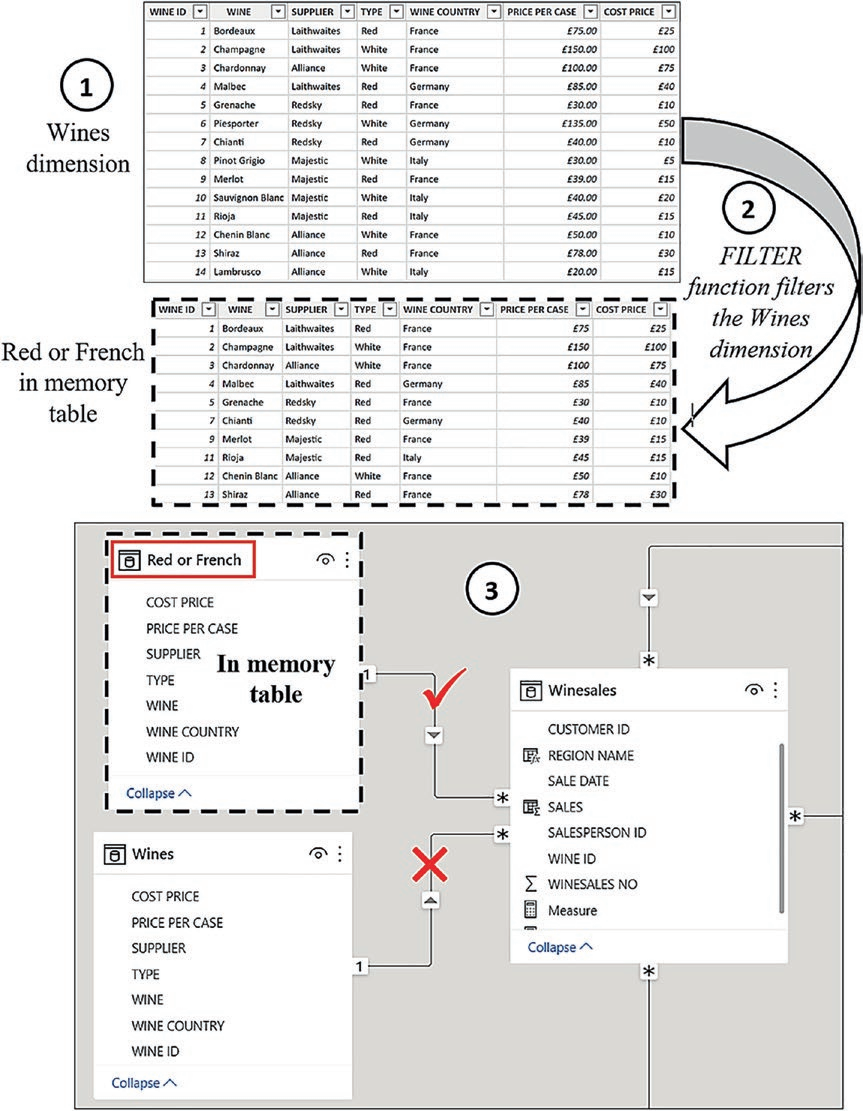 WINE ID WINE SUPPLIER TYPE WINE COUNTRY PRICE PER CASE COST PRICE
1 Bordeaux Laithwaites Red France £75.00 £25
2 Champagne Laithwaites White France £150.00 £100
3 Chardonnay Alliance White France £100.00 £75
4 Malbec Laithwaites Red Germany £85.00 £40
5 Grenache Redsky Red France £30.00 £10
6 Piesporter Redsky White Germany £135.00 £50
7 Chianti Redsky Red Germany £40.00 £10
8 Pinot Grigio Majestic White Italy £30.00 £5
9 Merlot Majestic Red France £39.00 £15
10 Sauvignon Blanc Majestic White Italy £40.00 £20
11 Rioja Majestic Red Italy £45.00 £15
12 Chenin Blanc Alliance White France £50.00 £10
13 Shiraz Alliance Red France £78.00 £30
14 Lambrusco Alliance White Italy £20.00 £15
1
Wines
dimension
2
FILTER
function filters
the Wines
dimension
Red or French
in memory
table
WINE ID WINE SUPPLIER TYPE WINE COUNTRY PRICE PER CASE COST PRICE
1 Bordeaux Laithwaites Red France £75 £25
2 Champagne Laithwaites White France £150 £100
3 Chardonnay Alliance White France £100 £75
4 Malbec Laithwaites Red Germany £85 £40
5 Grenache Redsky Red France £30 £10
7 Chianti Redsky Red Germany £40 £10
9 Merlot Majestic Red France £39 £15
11 Rioja Majestic Red Italy £45 £15
12 Chenin Blanc Alliance White France £50 £10
13 Shiraz Alliance Red France £78 £30
3
Red or French
COST PRICE
PRICE PER CASE
SUPPLIER
TYPE
WINE
WINE COUNTRY
WINE ID
Collapse
In memory
table
1
*
*
*
*
*
1
Winesales
CUSTOMER ID
REGION NAME
SALE DATE
SALES
SALESPERSON ID
WINE ID
Σ WINESALES NO
Measure
Collapse
Wines
COST PRICE
PRICE PER CASE
SUPPLIER
TYPE
WINE
WINE COUNTRY
WINE ID
Collapse